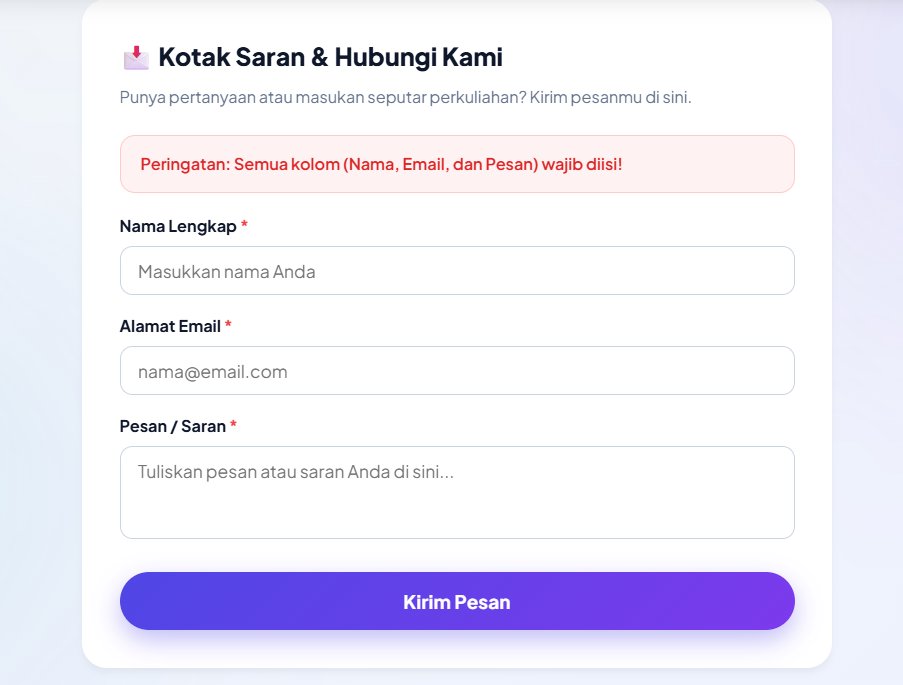 Kotak Saran & Hubungi Kami
Punya pertanyaan atau masukan seputar perkuliahan? Kirim pesanmu di sini.
Peringatan: Semua kolom (Nama, Email, dan Pesan) wajib diisi!
Nama Lengkap *
Masukkan nama Anda
Alamat Email *
nama@email.com
Pesan / Saran *
Tuliskan pesan atau saran Anda di sini...
Kirim Pesan